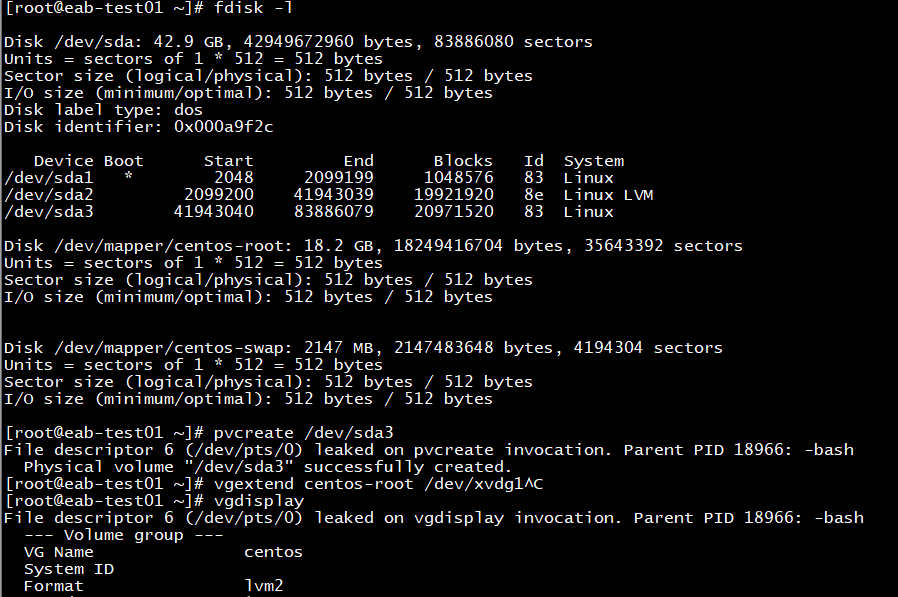 [root@eab-test01 ~]# fdisk -l
Disk /dev/sda: 42.9 GB, 42949672960 bytes, 83886080 sectors
Units = sectors of 1 * 512 = 512 bytes
Sector size (logical/physical): 512 bytes / 512 bytes
I/O size (minimum/optimal): 512 bytes / 512 bytes
Disk label type: dos
Disk identifier: 0x000a9f2c
Device Boot Start End Blocks Id System
/dev/sda1 * 2048 2099199 1048576 83 Linux
/dev/sda2 2099200 41943039 19921920 8e Linux LVM
/dev/sda3 41943040 83886079 20971520 83 Linux
Disk /dev/mapper/centos-root: 18.2 GB, 18249416704 bytes, 35643392 sectors
Units = sectors of 1 * 512 = 512 bytes
Sector size (logical/physical): 512 bytes / 512 bytes
I/O size (minimum/optimal): 512 bytes / 512 bytes
Disk /dev/mapper/centos-swap: 2147 MB, 2147483648 bytes, 4194304 sectors
Units = sectors of 1 * 512 = 512 bytes
Sector size (logical/physical): 512 bytes / 512 bytes
I/O size (minimum/optimal): 512 bytes / 512 bytes
[root@eab-test01 ~]# pvcreate /dev/sda3
File descriptor 6 (/dev/pts/0) leaked on pvcreate invocation. Parent PID 18966: -bash
Physical volume "/dev/sda3" successfully created.
[root@eab-test01 ~]# vgextend centos-root /dev/xvdg1^C
[root@eab-test01 ~]# vgdisplay
File descriptor 6 (/dev/pts/0) leaked on vgdisplay invocation. Parent PID 18966: -bash
--- Volume group ---
VG Name centos
System ID
Format lvm2